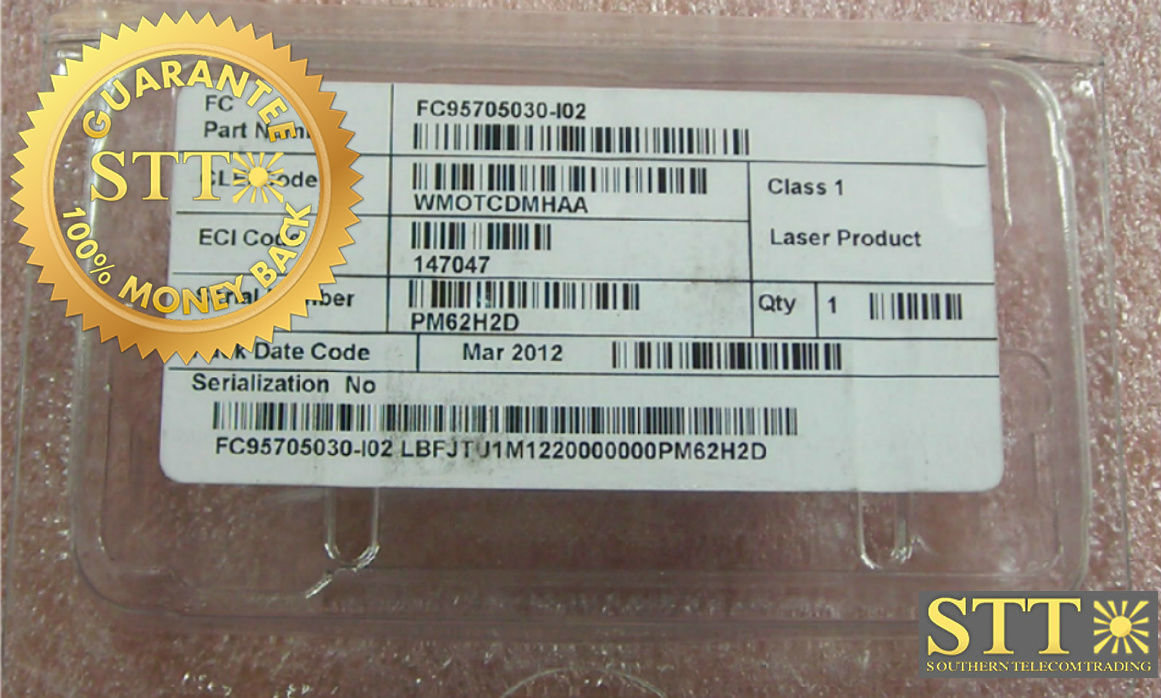 GUARANTEE
STT
100% MONEY BACK
FC
Part
FC95705030-I02
WMOTCDMHAA
Class 1
Laser Product
ECI Code
147047
PM62H2D
Qty
1
Date Code
Mar 2012
Serialization No
FC95705030-I02 LBFJTU1M1220000000PM62H2D
STT
SOUTHERN TELECOM TRADING